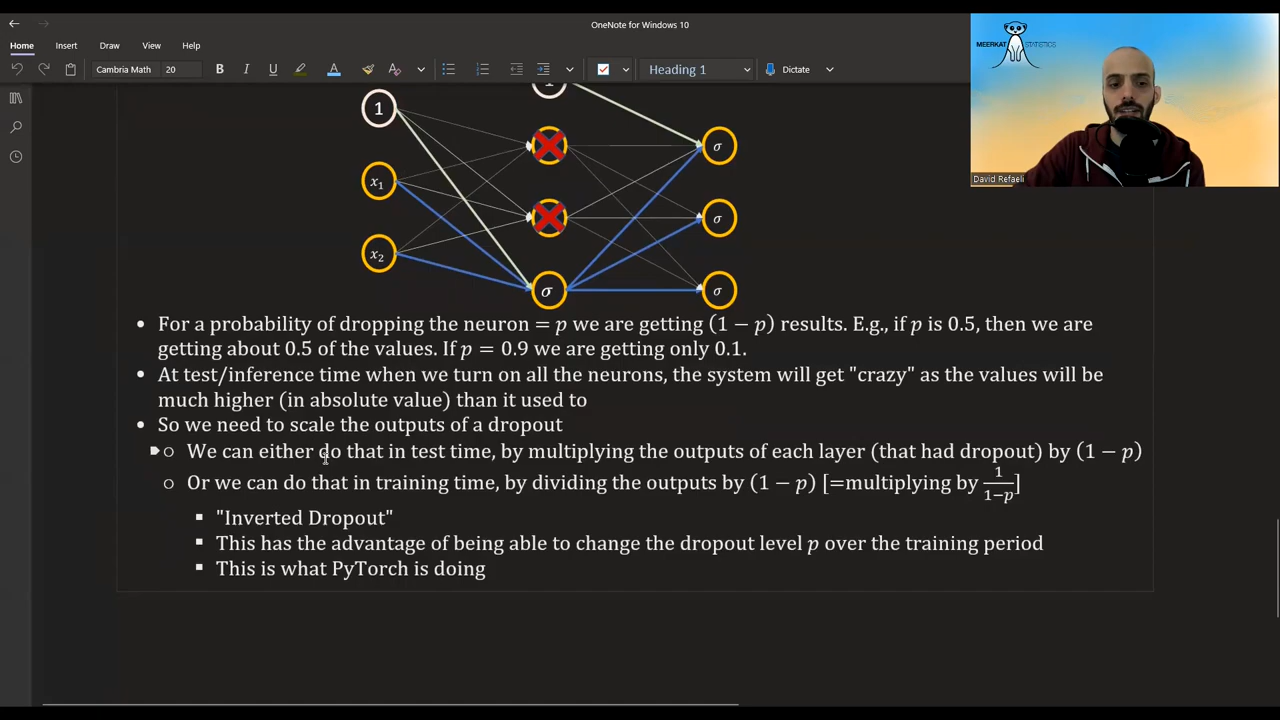 OneNote for Windows 10
MEERKAT STATISTICS
Home Insert Draw View Help
Cambria Math 20 B I U A Heading 1 Dictate
David Refaeli
1
x₁
x₂
σ
σ
σ
σ
• For a probability of dropping the neuron = p we are getting (1 − p) results. E.g., if p is 0.5, then we are
getting about 0.5 of the values. If p = 0.9 we are getting only 0.1.
• At test/inference time when we turn on all the neurons, the system will get "crazy" as the values will be
much higher (in absolute value) than it used to
• So we need to scale the outputs of a dropout
○ We can either do that in test time, by multiplying the outputs of each layer (that had dropout) by (1 − p)
○ Or we can do that in training time, by dividing the outputs by (1 − p) [=multiplying by 1/(1−p)]
▪ "Inverted Dropout"
▪ This has the advantage of being able to change the dropout level p over the training period
▪ This is what PyTorch is doing